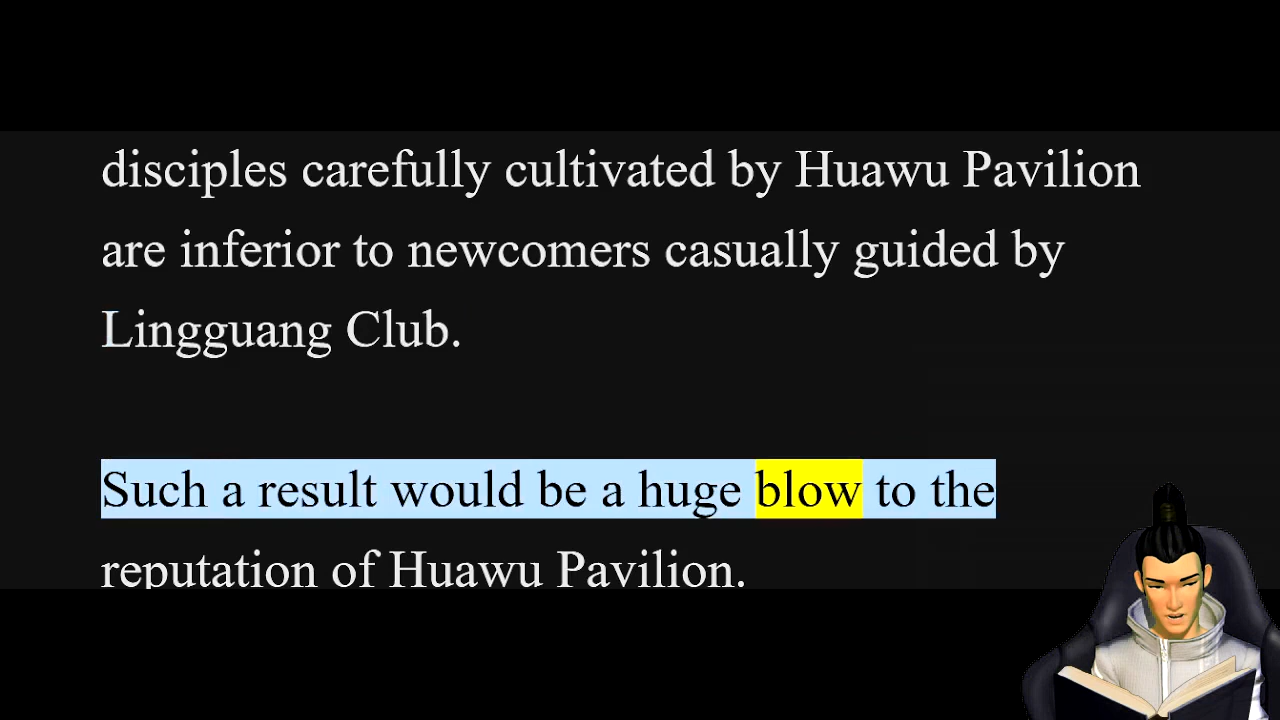 disciples carefully cultivated by Huawu Pavilion
are inferior to newcomers casually guided by
Lingguang Club.
Such a result would be a huge blow to the
reputation of Huawu Pavilion.